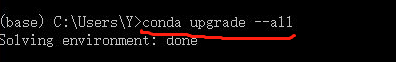 (base) C:\Users\Y>conda upgrade --all
Solving environment: done